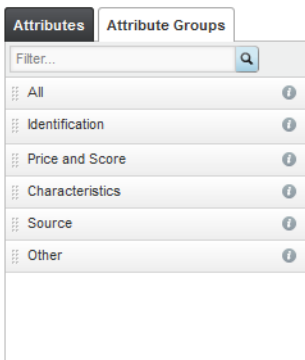 Attributes Attribute Groups
Filter...
All
Identification
Price and Score
Characteristics
Source
Other